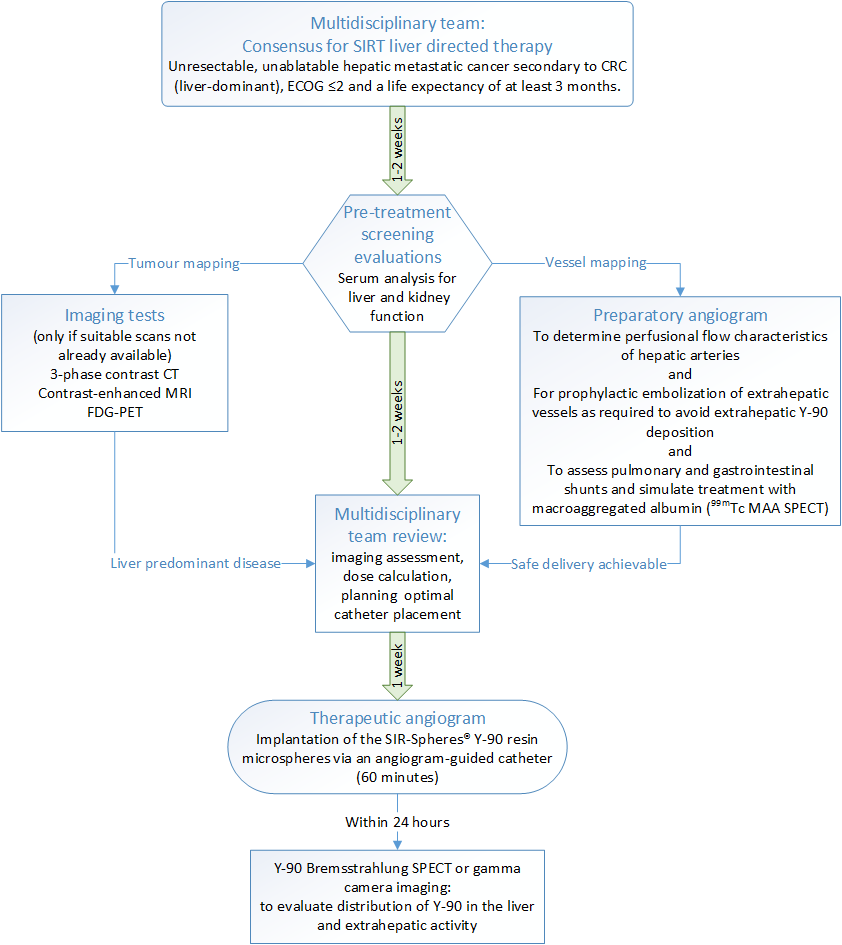 Multidisciplinary team:
Consensus for SIRT liver directed therapy
Unresectable, unablatable hepatic metastatic cancer secondary to CRC
(liver-dominant), ECOG ≤2 and a life expectancy of at least 3 months.
1-2 weeks
Pre-treatment
screening
evaluations
Serum analysis for
liver and kidney
function
Tumour mapping
Vessel mapping
Imaging tests
(only if suitable scans not
already available)
3-phase contrast CT
Contrast-enhanced MRI
FDG-PET
Preparatory angiogram
To determine perfusional flow characteristics
of hepatic arteries
and
For prophylactic embolization of extrahepatic
vessels as required to avoid extrahepatic Y-90
deposition
and
To assess pulmonary and gastrointestinal
shunts and simulate treatment with
macroaggregated albumin (⁹⁹ᵐTc MAA SPECT)
1-2 weeks
Liver predominant disease
Safe delivery achievable
Multidisciplinary
team review:
imaging assessment,
dose calculation,
planning optimal
catheter placement
1 week
Therapeutic angiogram
Implantation of the SIR-Spheres® Y-90 resin
microspheres via an angiogram-guided catheter
(60 minutes)
Within 24 hours
Y-90 Bremsstrahlung SPECT or gamma
camera imaging:
to evaluate distribution of Y-90 in the liver
and extrahepatic activity